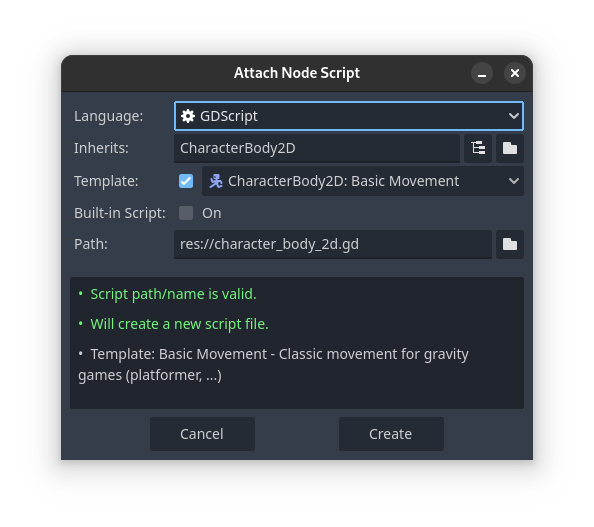 Attach Node Script
Language: GDScript
Inherits: CharacterBody2D
Template: CharacterBody2D: Basic Movement
Built-in Script: On
Path: res://character_body_2d.gd
• Script path/name is valid.
• Will create a new script file.
• Template: Basic Movement - Classic movement for gravity
games (platformer, ...)
Cancel Create